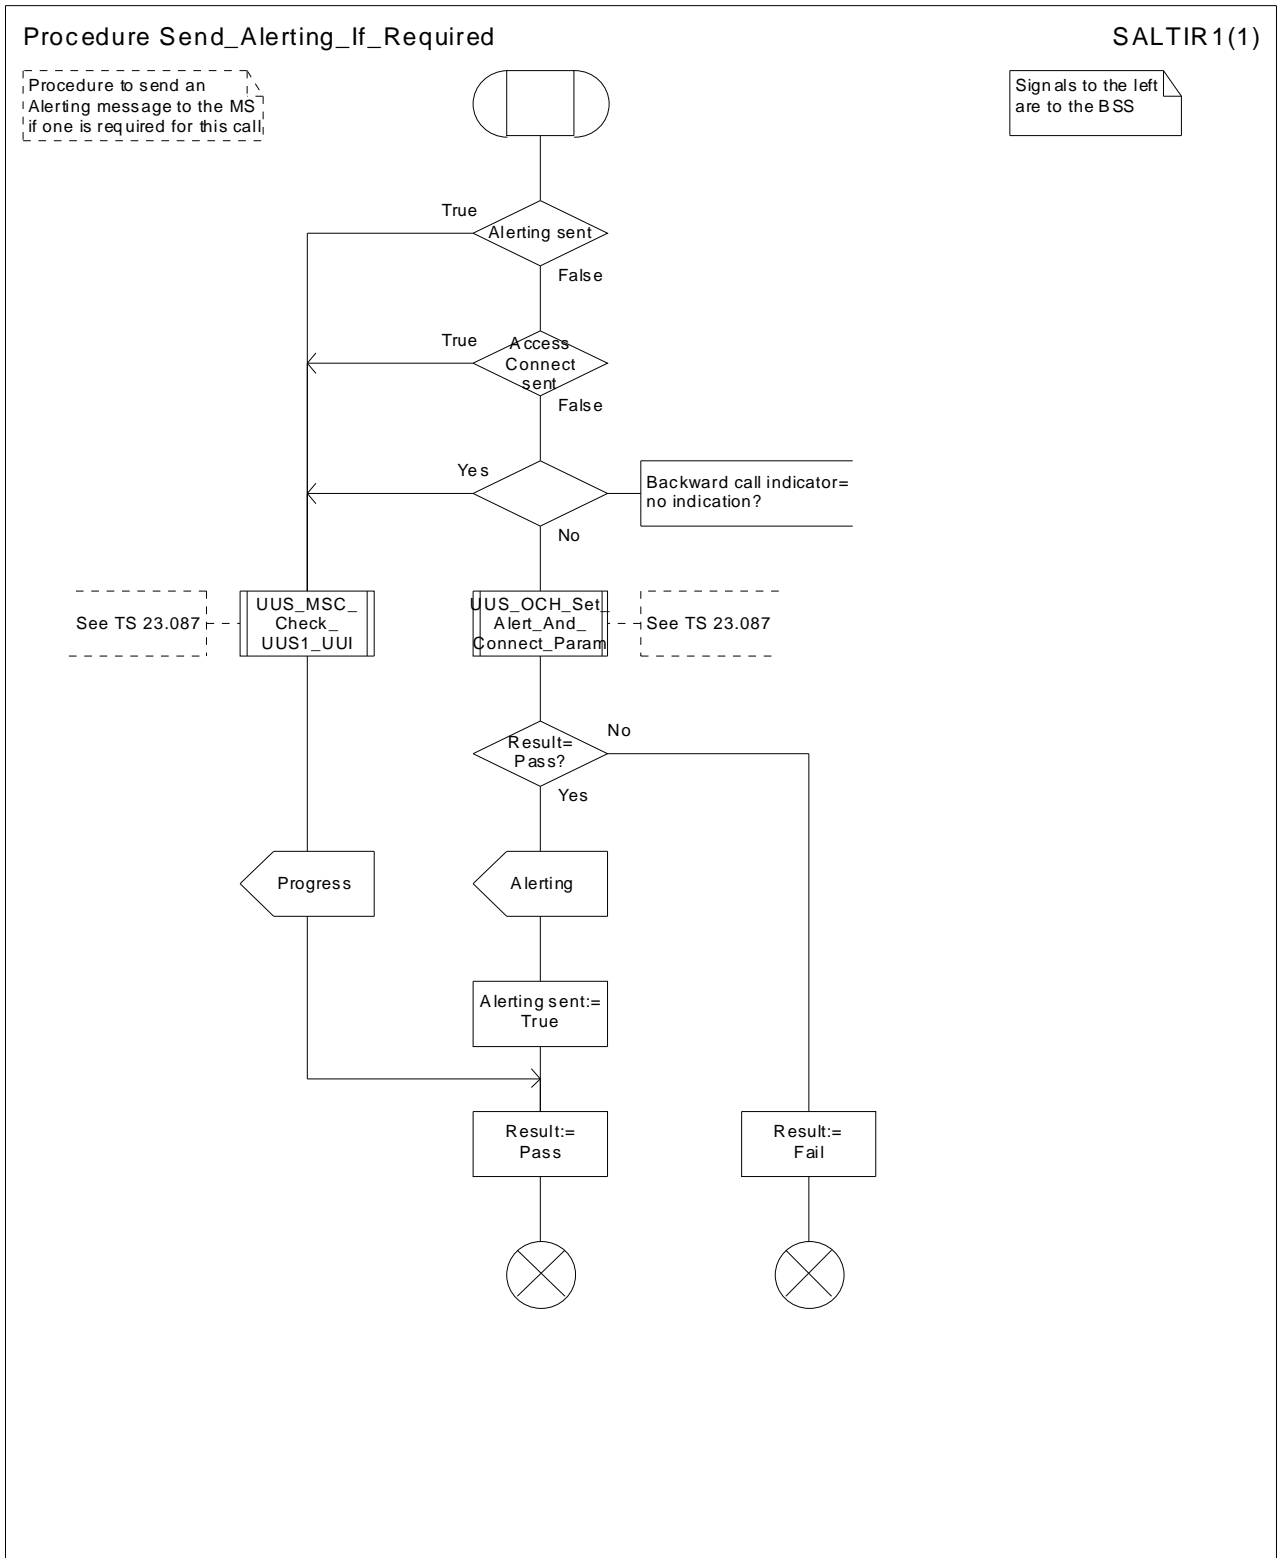 Procedure Send_Alerting_If_Required
SALTIR1(1)
Procedure to send an
Alerting message to the MS
if one is required for this call
Signals to the left
are to the BSS
True
Alerting sent
False
True
Access
Connect
sent
False
Yes
Backward call indicator=
no indication?
No
See TS 23.087
UUS_MSC_
Check_
UUS1_UUI
UUS_OCH_Set_
Alert_And_
Connect_Param
See TS 23.087
Result=
Pass?
No
Yes
Progress
Alerting
Alerting sent:=
True
Result:=
Pass
Result:=
Fail